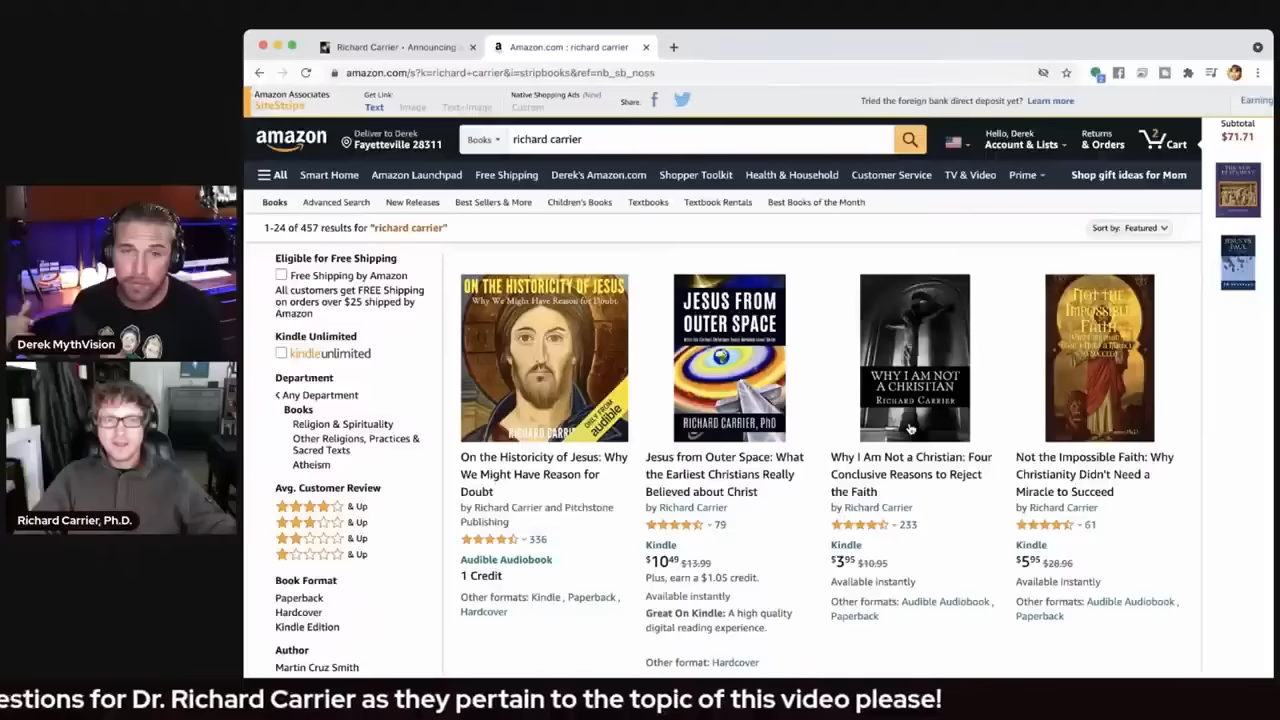 Richard Carrier - Announcing
Amazon.com : richard carrier
amazon.com/s?k=richard+carrier&i=stripbooks&ref=nb_sb_noss
Amazon Associates
SiteStripe
Get Link:
Text Image Text+Image
Native Shopping Ads (New)
Custom
Share:
Tried the foreign bank direct deposit yet? Learn more
Earning
amazon
Deliver to Derek
Fayetteville 28311
Books
richard carrier
Hello, Derek
Account & Lists
Returns
& Orders
2
Cart
Subtotal
$71.71
All Smart Home Amazon Launchpad Free Shipping Derek's Amazon.com Shopper Toolkit Health & Household Customer Service TV & Video Prime Shop gift ideas for Mom
Books Advanced Search New Releases Best Sellers & More Children's Books Textbooks Textbook Rentals Best Books of the Month
1-24 of 457 results for "richard carrier"
Sort by: Featured
Eligible for Free Shipping
Free Shipping by Amazon
All customers get FREE Shipping
on orders over $25 shipped by
Amazon
Kindle Unlimited
kindleunlimited
Department
Any Department
Books
Religion & Spirituality
Other Religions, Practices &
Sacred Texts
Atheism
Avg. Customer Review
& Up
& Up
& Up
& Up
Book Format
Paperback
Hardcover
Kindle Edition
Author
Martin Cruz Smith
ON THE HISTORICITY OF JESUS
Why We Might Have Reason for Doubt
RICHARD CARRIER
ONLY FROM
audible
On the Historicity of Jesus: Why
We Might Have Reason for
Doubt
by Richard Carrier and Pitchstone
Publishing
336
Audible Audiobook
1 Credit
Other formats: Kindle , Paperback ,
Hardcover
JESUS FROM
OUTER SPACE
RICHARD CARRIER, PhD
Jesus from Outer Space: What
the Earliest Christians Really
Believed about Christ
by Richard Carrier
79
Kindle
$10.49 $13.99
Plus, earn a $1.05 credit.
Available instantly
Great On Kindle: A high quality
digital reading experience.
Other format: Hardcover
WHY I AM NOT
A CHRISTIAN
RICHARD CARRIER
Why I Am Not a Christian: Four
Conclusive Reasons to Reject
the Faith
by Richard Carrier
233
Kindle
$3.95 $10.95
Available instantly
Other formats: Audible Audiobook ,
Paperback
NOT THE
IMPOSSIBLE
FAITH
Not the Impossible Faith: Why
Christianity Didn't Need a
Miracle to Succeed
by Richard Carrier
61
Kindle
$5.95 $28.96
Available instantly
Other formats: Audible Audiobook ,
Paperback
Derek MythVision
Richard Carrier, Ph.D.
estions for Dr. Richard Carrier as they pertain to the topic of this video please!